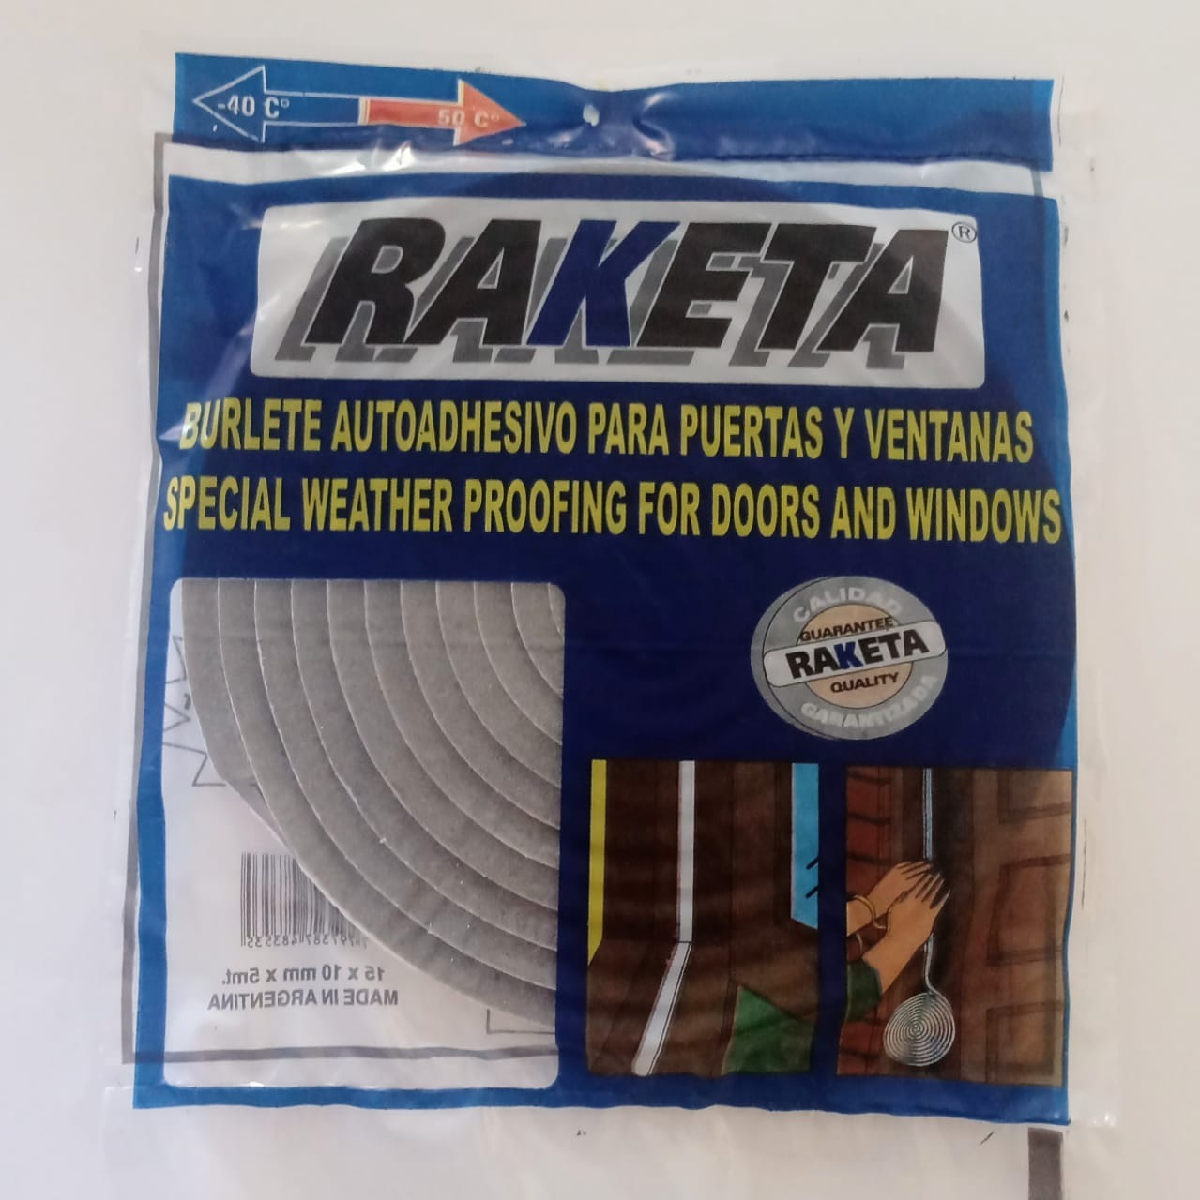 -40 C°
50 C°
RAKETA®
BURLETE AUTOADHESIVO PARA PUERTAS Y VENTANAS
SPECIAL WEATHER PROOFING FOR DOORS AND WINDOWS
CALIDAD
GUARANTEE
RAKETA
QUALITY
GARANTIZADA
15 x 10 mm x 5mt.
MADE IN ARGENTINA